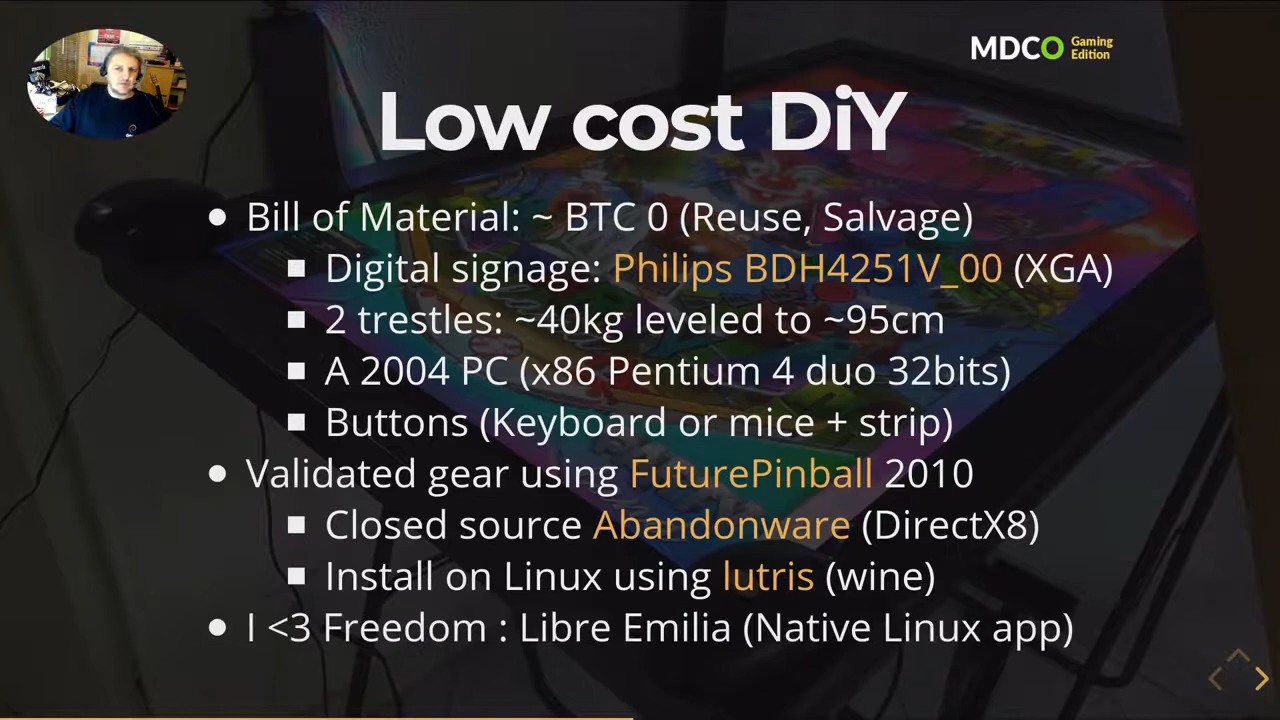 MDCO Gaming Edition
Low cost DiY
● Bill of Material: ~ BTC 0 (Reuse, Salvage)
■ Digital signage: Philips BDH4251V_00 (XGA)
■ 2 trestles: ~40kg leveled to ~95cm
■ A 2004 PC (x86 Pentium 4 duo 32bits)
■ Buttons (Keyboard or mice + strip)
● Validated gear using FuturePinball 2010
■ Closed source Abandonware (DirectX8)
■ Install on Linux using lutris (wine)
● I <3 Freedom : Libre Emilia (Native Linux app)